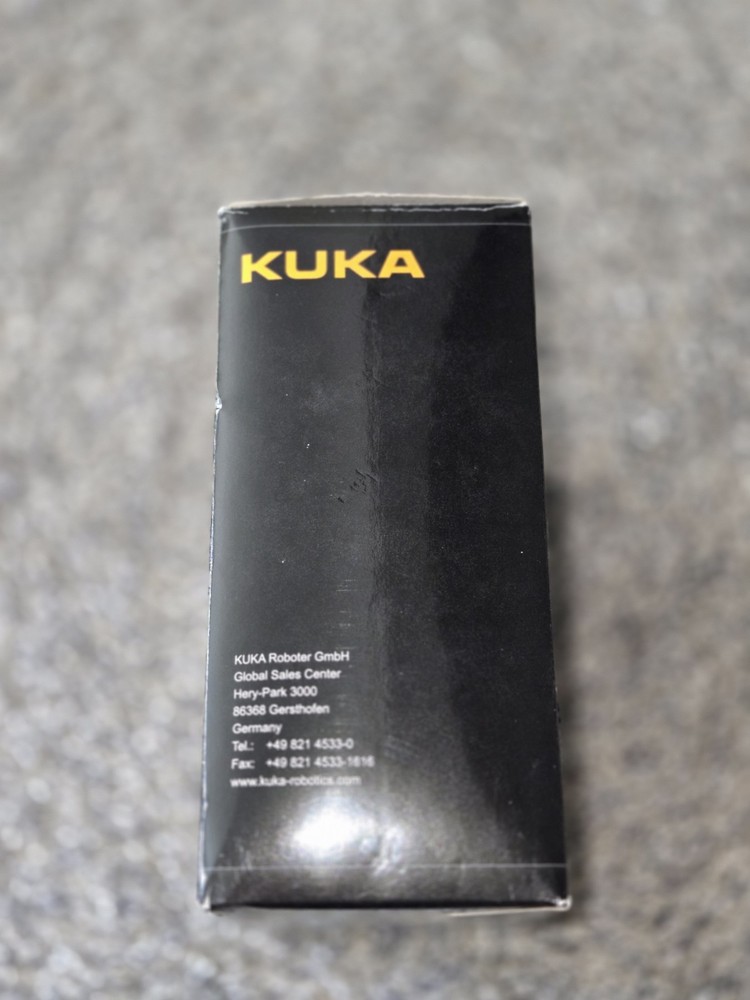 KUKA
KUKA Roboter GmbH
Global Sales Center
Hery-Park 3000
86368 Gersthofen
Germany
Tel.: +49 821 4533-0
Fax: +49 821 4533-1616
www.kuka-robotics.com